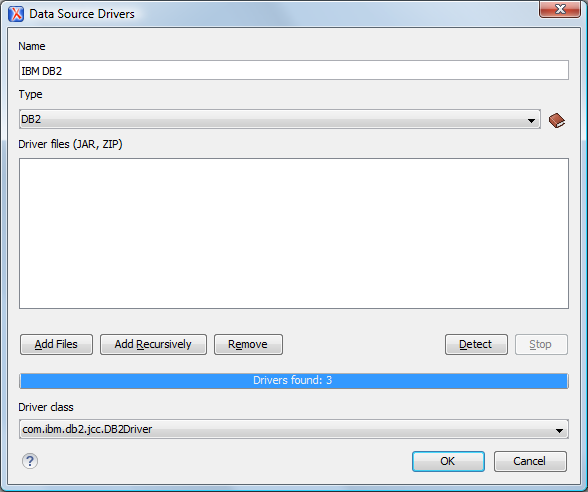 Data Source Drivers
Name
IBM DB2
Type
DB2
Driver files (JAR, ZIP)
Add Files Add Recursively Remove Detect Stop
Drivers found: 3
Driver class
com.ibm.db2.jcc.DB2Driver
? OK Cancel